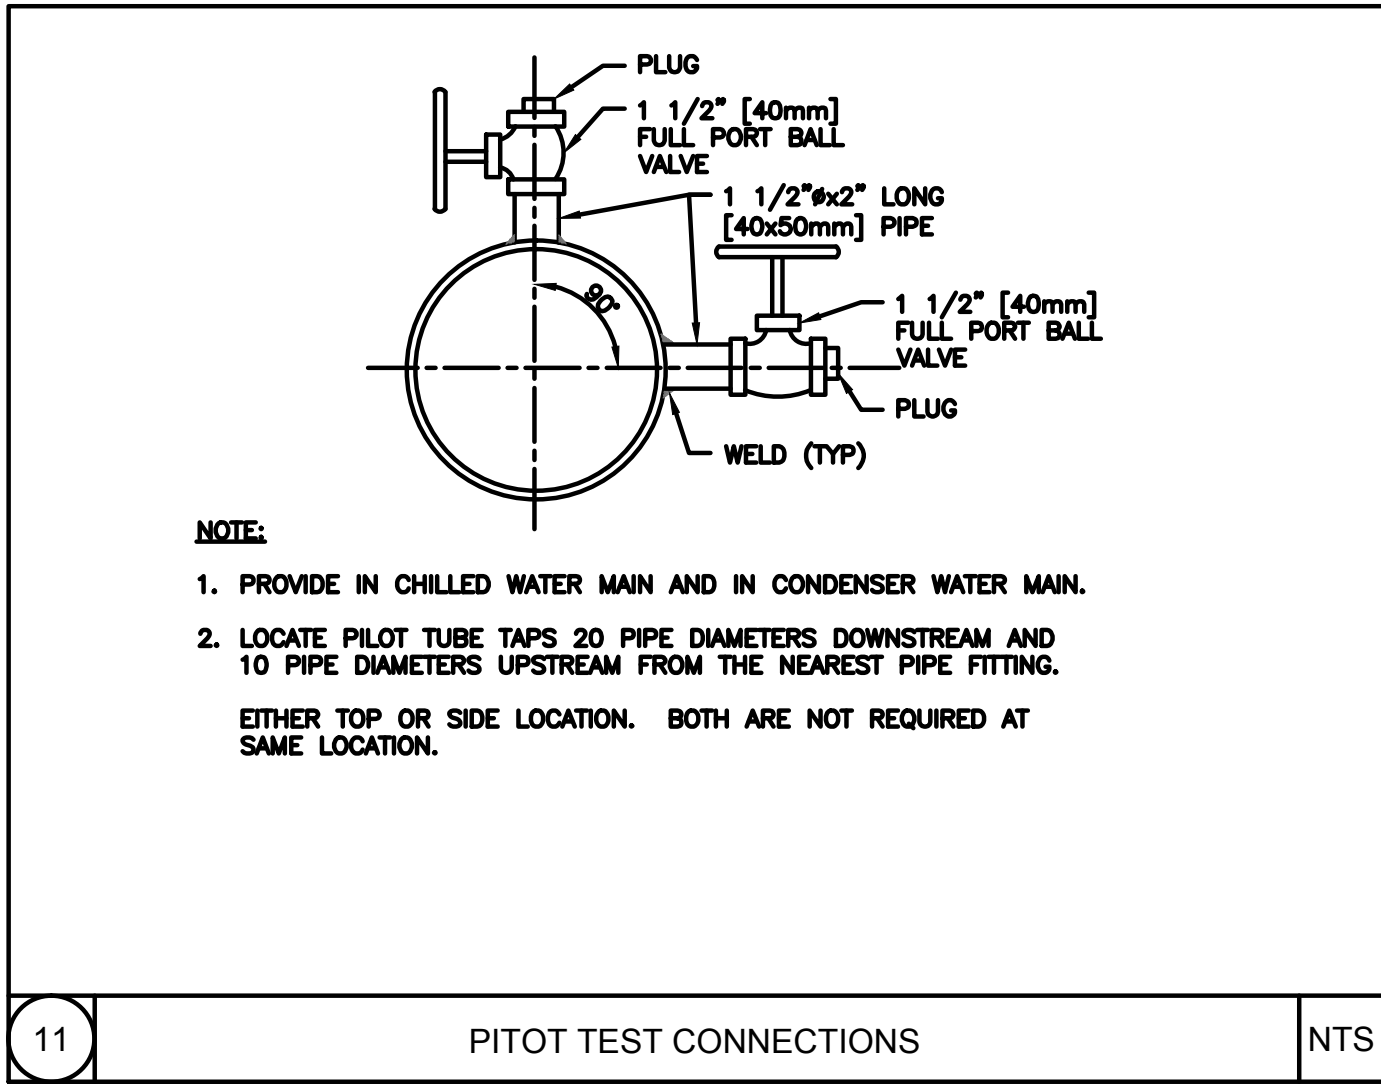 PLUG
1 1/2" [40mm]
FULL PORT BALL
VALVE
1 1/2"øx2" LONG
[40x50mm] PIPE
90°
1 1/2" [40mm]
FULL PORT BALL
VALVE
PLUG
WELD (TYP)
NOTE:
1. PROVIDE IN CHILLED WATER MAIN AND IN CONDENSER WATER MAIN.
2. LOCATE PILOT TUBE TAPS 20 PIPE DIAMETERS DOWNSTREAM AND
10 PIPE DIAMETERS UPSTREAM FROM THE NEAREST PIPE FITTING.
EITHER TOP OR SIDE LOCATION. BOTH ARE NOT REQUIRED AT
SAME LOCATION.
11
PITOT TEST CONNECTIONS
NTS